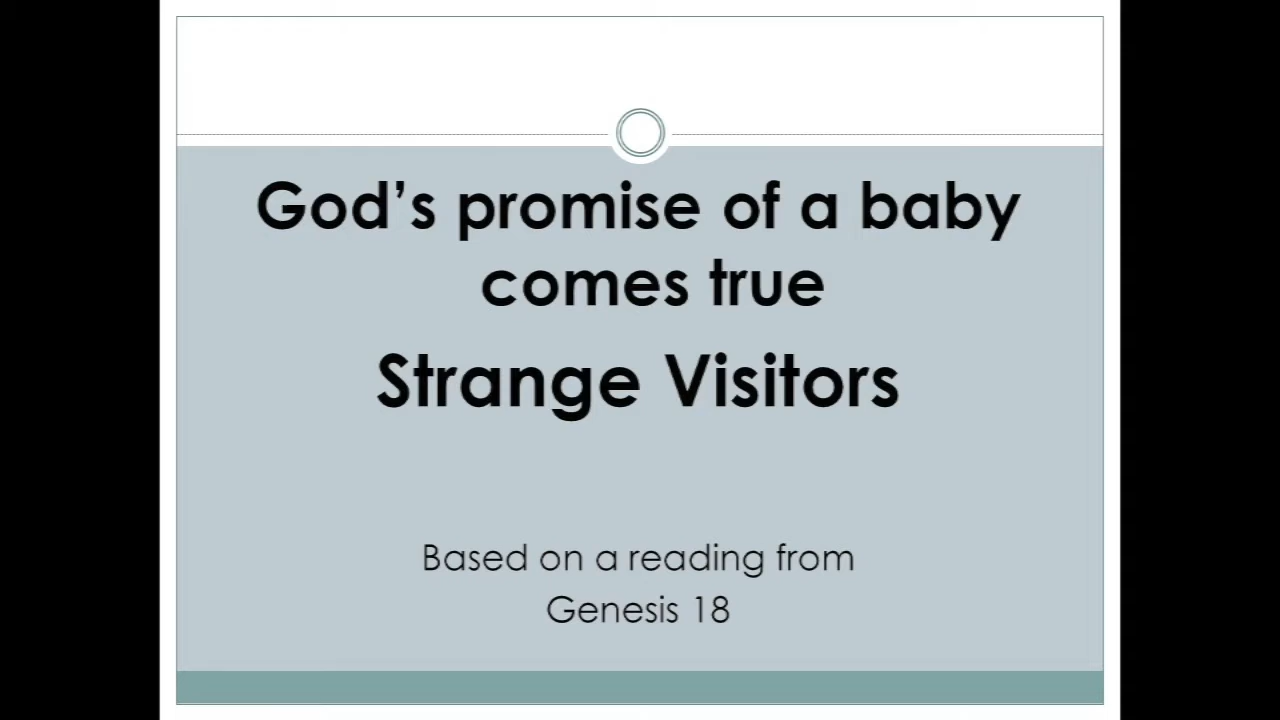 God’s promise of a baby
comes true
Strange Visitors
Based on a reading from
Genesis 18